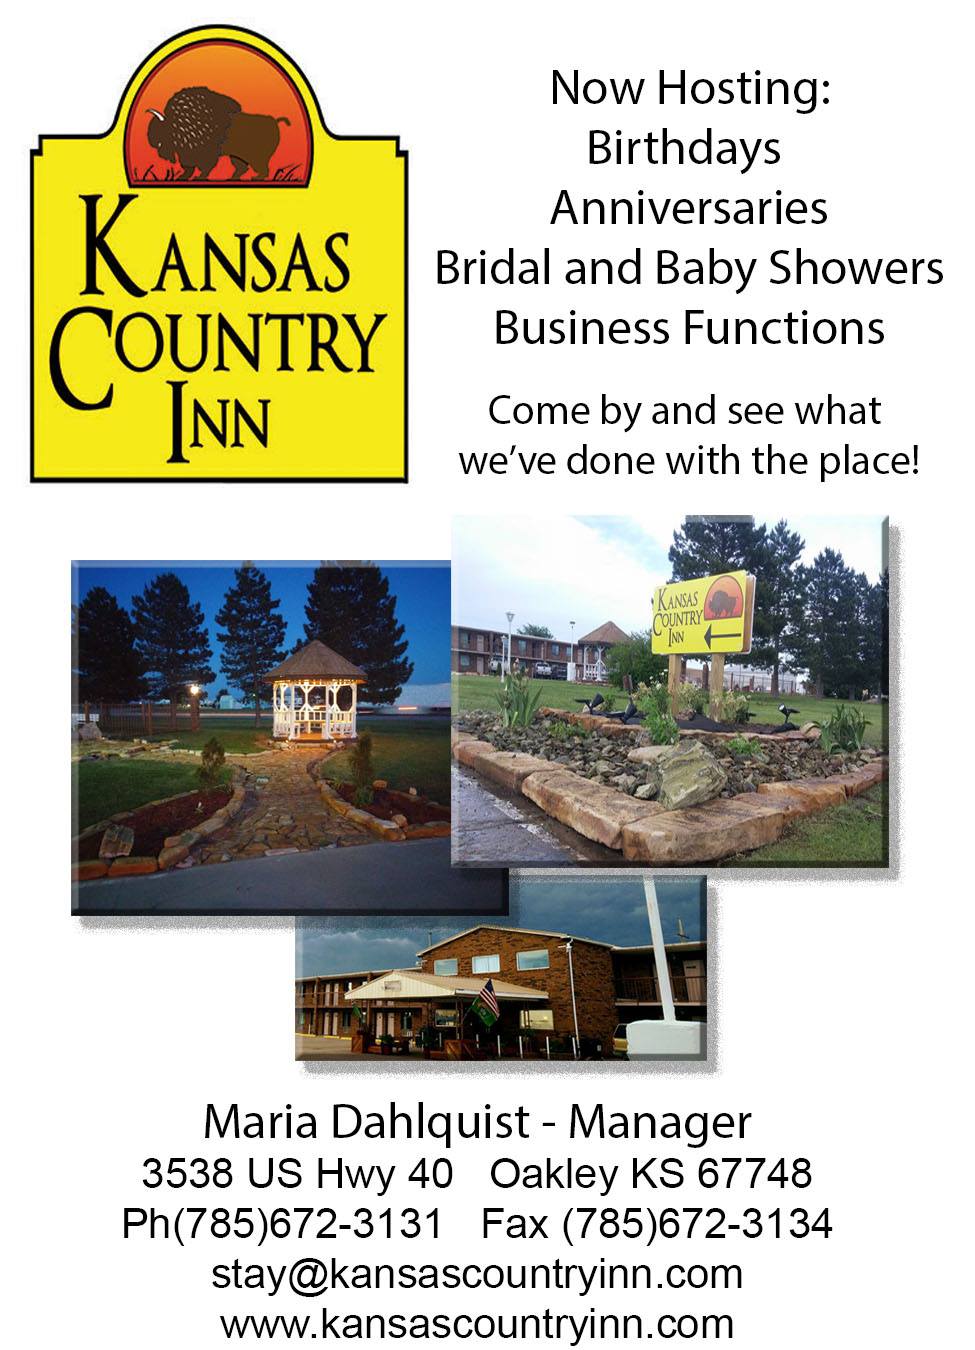 KANSAS
COUNTRY
INN
Now Hosting:
Birthdays
Anniversaries
Bridal and Baby Showers
Business Functions
Come by and see what
we've done with the place!
KANSAS
COUNTRY
INN
Maria Dahlquist - Manager
3538 US Hwy 40 Oakley KS 67748
Ph(785)672-3131 Fax (785)672-3134
stay@kansascountryinn.com
www.kansascountryinn.com